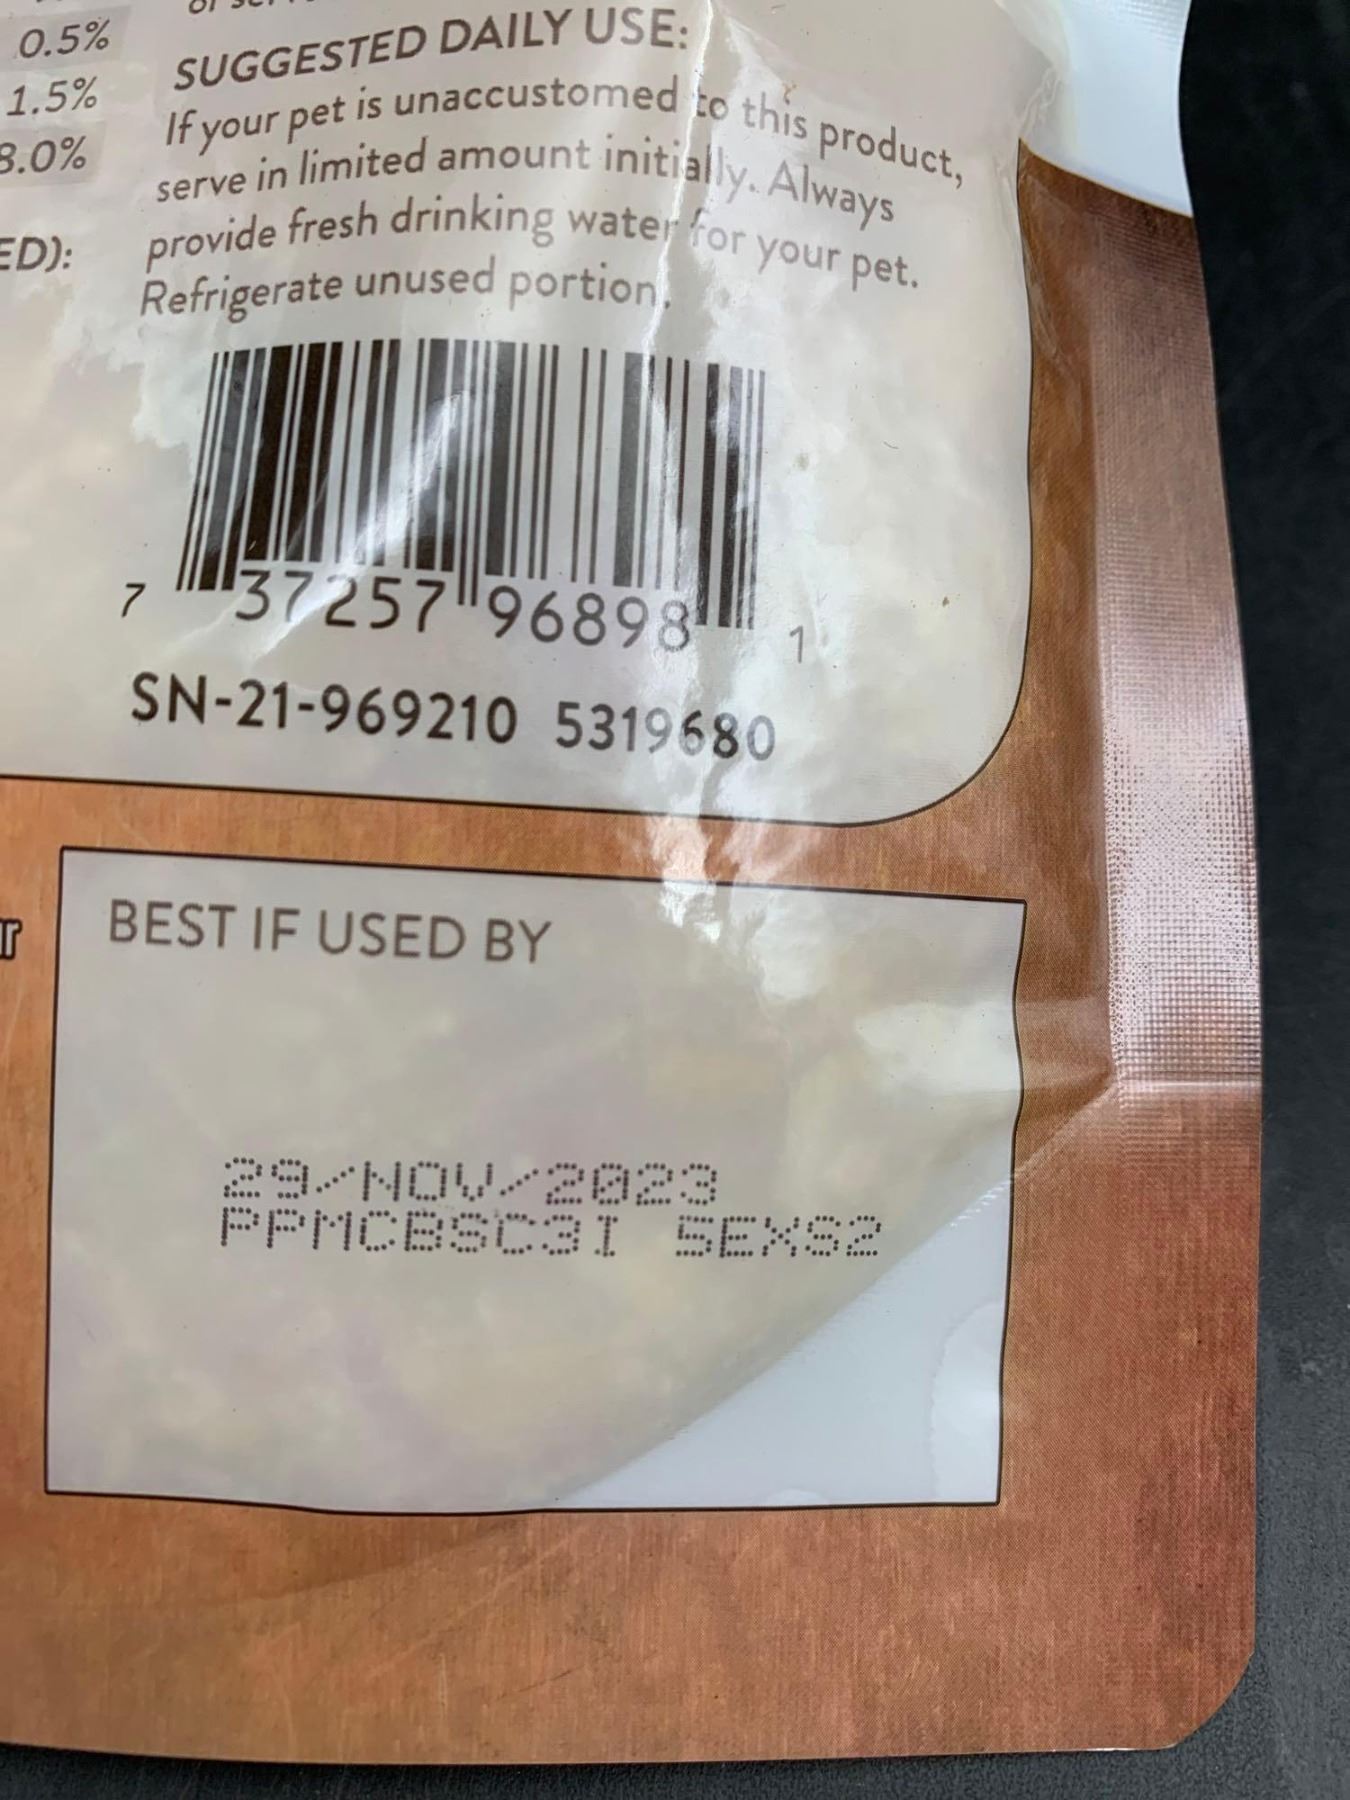 0.5%
1.5%
ED):
SUGGESTED DAILY USE:
If your pet is unaccustomed to this product,
serve in limited amount initially. Always
provide fresh drinking water for your pet.
Refrigerate unused portion.
7 37257 96898 1
SN-21-969210 5319680
BEST IF USED BY
29/NOV/2023
PPMCBSC3I 5EXS2